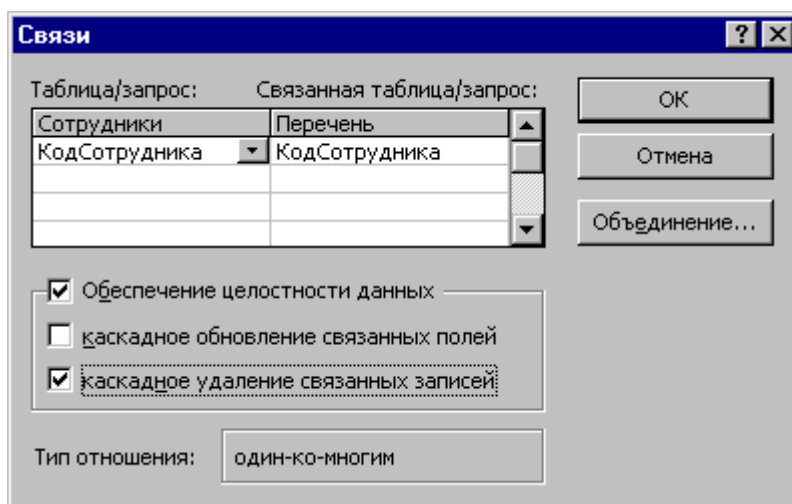 Связи
Таблица/запрос: Связанная таблица/запрос:
Сотрудники Перечень
КодСотрудника КодСотрудника
ОК
Отмена
Объединение...
Обеспечение целостности данных
каскадное обновление связанных полей
каскадное удаление связанных записей
Тип отношения: один-ко-многим